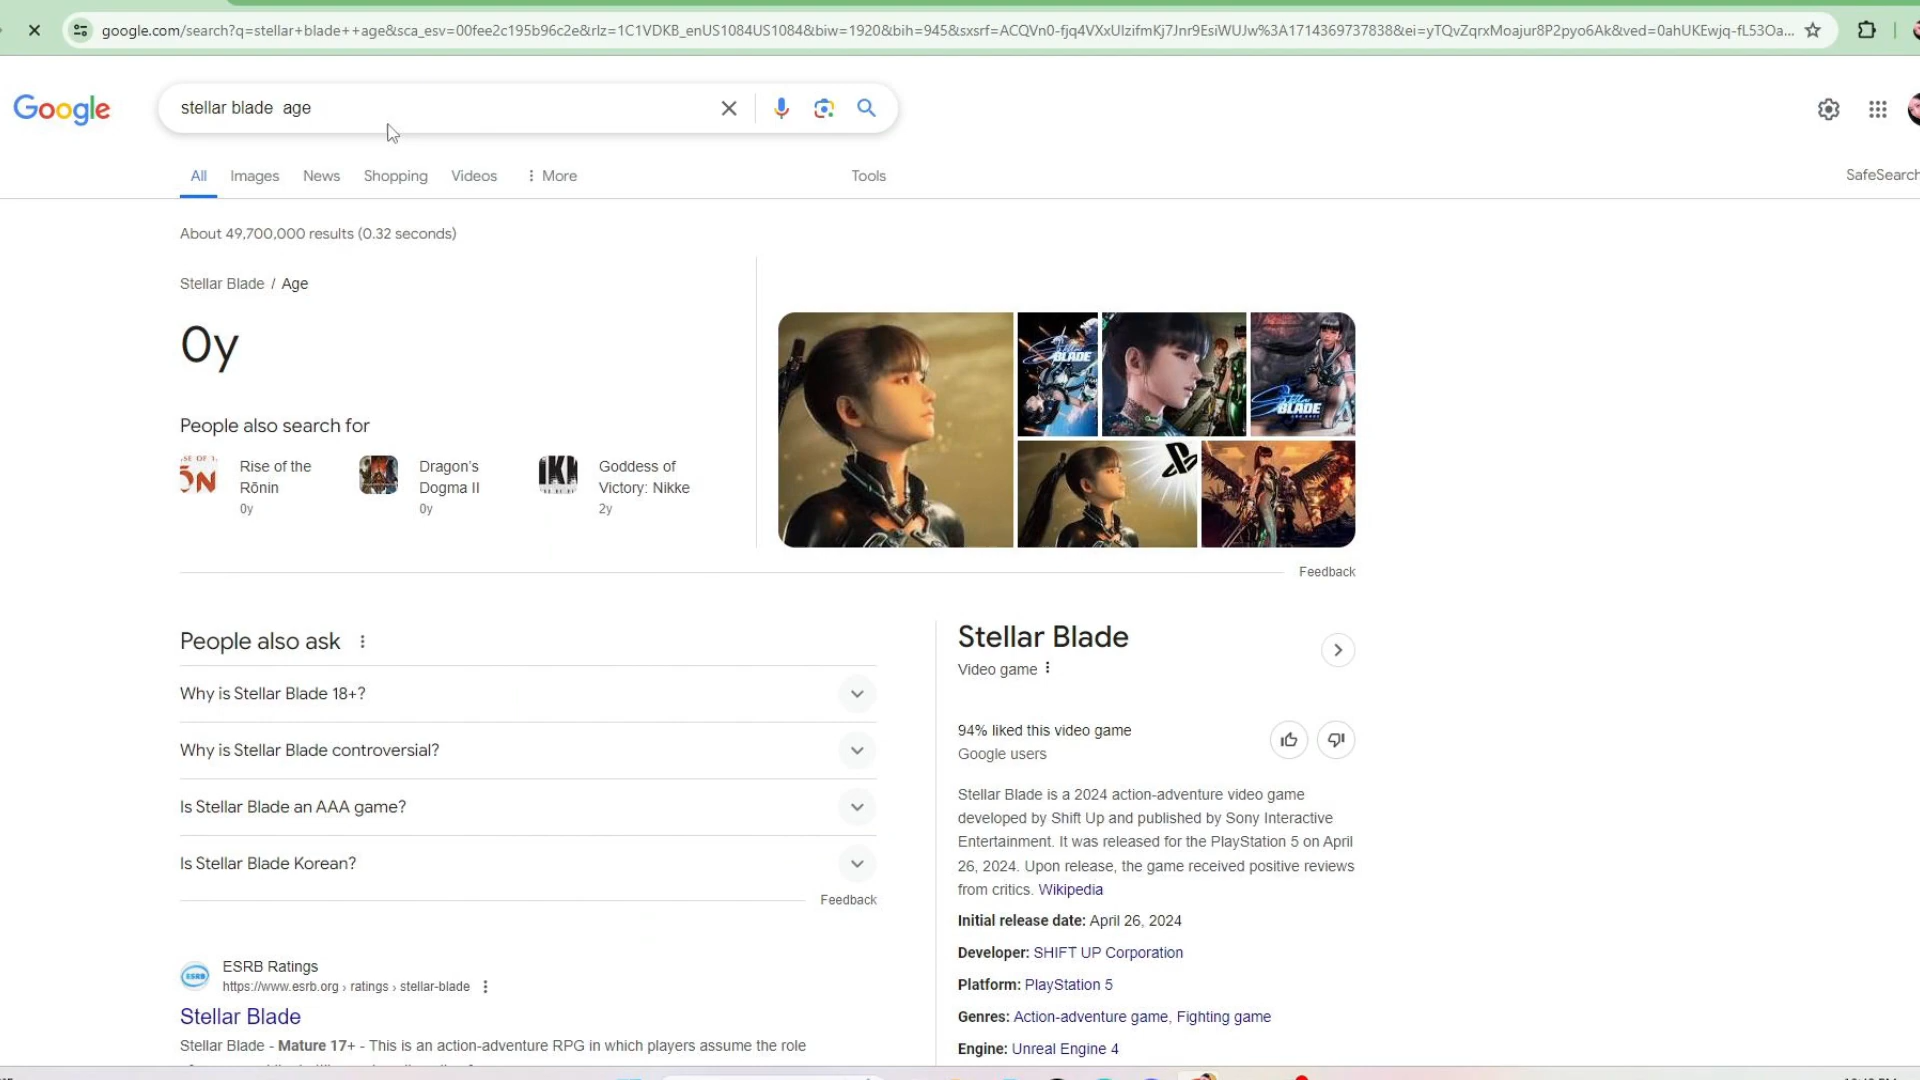 google.com/search?q=stellar+blade++age&sca_esv=00fee2c195b96c2e&rlz=1C1VDKB_enUS1084US1084&biw=1920&bih=945&sxsrf=ACQVn0-fjq4VXxUIzifmKj7Jnr9EsiWUJw%3A1714369737838&ei=yTQvZqrxMoajur8P2pyo6Ak&ved=0ahUKEwjq-fL53Oa...
Google
stellar blade  age
All Images News Shopping Videos More Tools
SafeSearch
About 49,700,000 results (0.32 seconds)
Stellar Blade / Age
0y
People also search for
Rise of the Rōnin
0y
Dragon's Dogma II
0y
Goddess of Victory: Nikke
2y
BLADE
BLADE
Feedback
People also ask
Why is Stellar Blade 18+?
Why is Stellar Blade controversial?
Is Stellar Blade an AAA game?
Is Stellar Blade Korean?
Feedback
ESRB
ESRB Ratings
https://www.esrb.org › ratings › stellar-blade
Stellar Blade
Stellar Blade - Mature 17+ - This is an action-adventure RPG in which players assume the role
Stellar Blade
Video game
94% liked this video game
Google users
Stellar Blade is a 2024 action-adventure video game
developed by Shift Up and published by Sony Interactive
Entertainment. It was released for the PlayStation 5 on April
26, 2024. Upon release, the game received positive reviews
from critics. Wikipedia
Initial release date: April 26, 2024
Developer: SHIFT UP Corporation
Platform: PlayStation 5
Genres: Action-adventure game, Fighting game
Engine: Unreal Engine 4